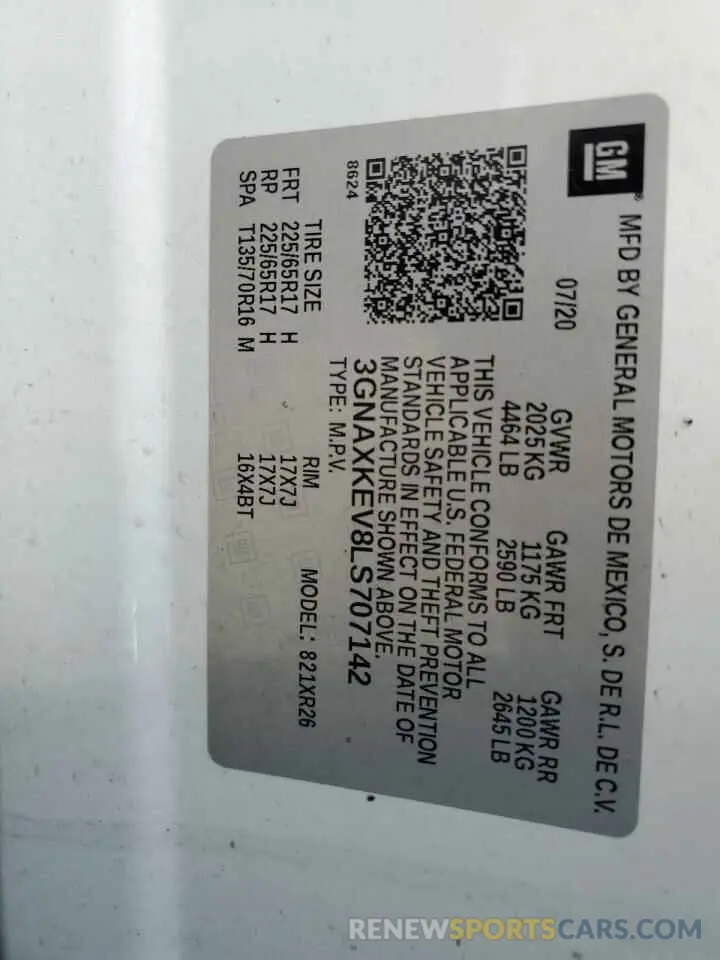 GM
MFD BY GENERAL MOTORS DE MEXICO, S. DE R.L. DE C.V.
07/20 GVWR GAWR FRT GAWR RR
2025 KG 1175 KG 1200 KG
4464 LB 2590 LB 2645 LB
THIS VEHICLE CONFORMS TO ALL
APPLICABLE U.S. FEDERAL MOTOR
VEHICLE SAFETY AND THEFT PREVENTION
STANDARDS IN EFFECT ON THE DATE OF
MANUFACTURE SHOWN ABOVE.
8624
3GNAXKEV8LS707142
TYPE: M.P.V.
TIRE SIZE RIM MODEL: 821XR26
FRT 225/65R17 H 17X7J
RP 225/65R17 H 17X7J
SPA T135/70R16 M 16X4BT
RENEWSPORTSCARS.COM